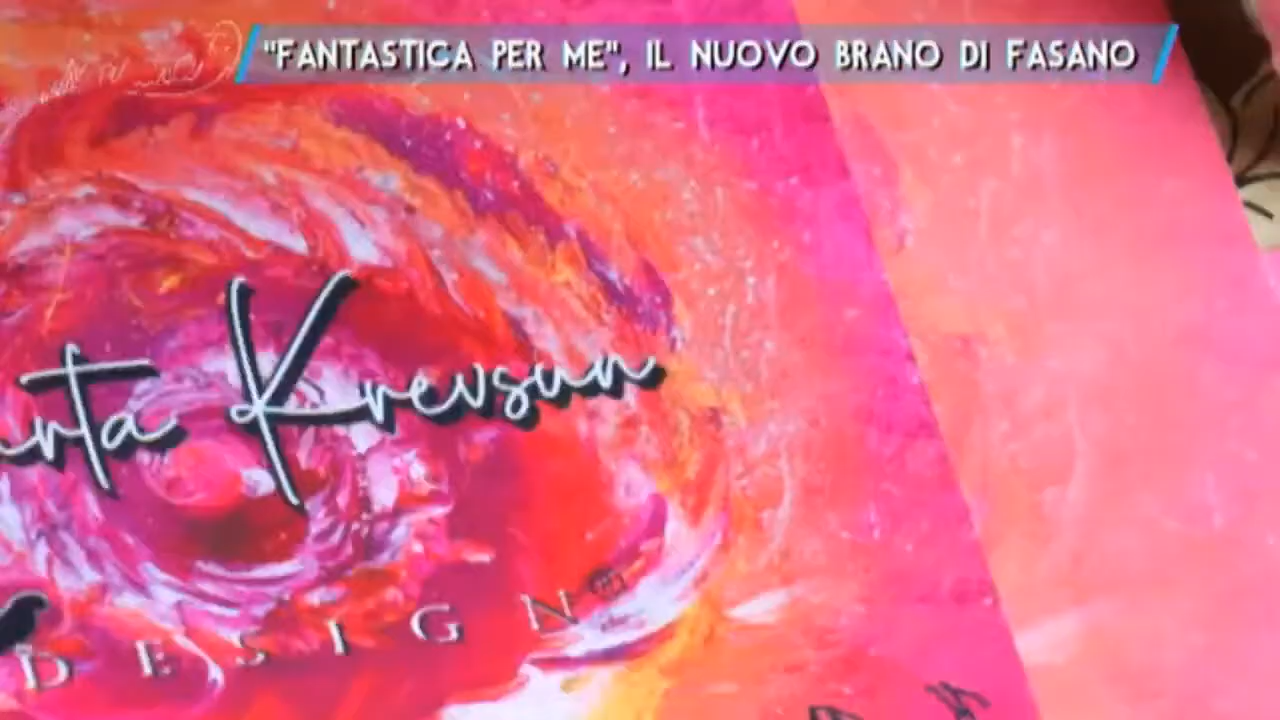 "FANTASTICA PER ME", IL NUOVO BRANO DI FASANO
Krevsun
DESIGN